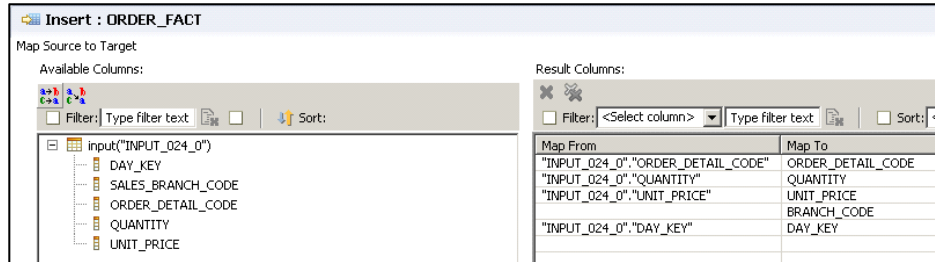 Insert : ORDER_FACT
Map Source to Target
Available Columns:
Filter: Type filter text Sort:
input("INPUT_024_0")
DAY_KEY
SALES_BRANCH_CODE
ORDER_DETAIL_CODE
QUANTITY
UNIT_PRICE
Result Columns:
Filter: <Select column> Type filter text Sort: <
Map From Map To
"INPUT_024_0"."ORDER_DETAIL_CODE" ORDER_DETAIL_CODE
"INPUT_024_0"."QUANTITY" QUANTITY
"INPUT_024_0"."UNIT_PRICE" UNIT_PRICE
BRANCH_CODE
"INPUT_024_0"."DAY_KEY" DAY_KEY